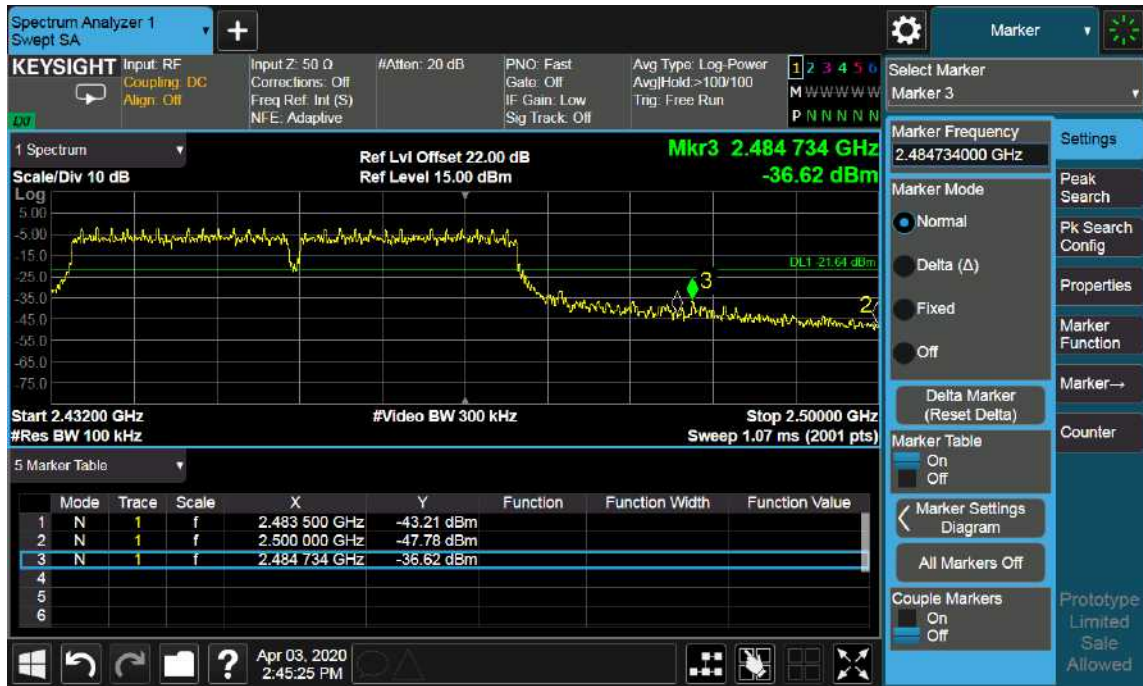 Spectrum Analyzer 1
Swept SA
+
Marker
KEYSIGHT
Input: RF
Coupling: DC
Align: Off
Input Z: 50 Ω
Corrections: Off
Freq Ref: Int (S)
NFE: Adaptive
#Atten: 20 dB
PNO: Fast
Gate: Off
IF Gain: Low
Sig Track: Off
Avg Type: Log-Power
Avg|Hold:>100/100
Trig: Free Run
1 2 3 4 5 6
M W W W W W
P N N N N N
LXI
Select Marker
Marker 3
1 Spectrum
Scale/Div 10 dB
Ref Lvl Offset 22.00 dB
Ref Level 15.00 dBm
Mkr3 2.484 734 GHz
-36.62 dBm
Log
5.00
-5.00
-15.0
-25.0
-35.0
-45.0
-55.0
-65.0
-75.0
DL1 -21.64 dBm
3
2
Start 2.43200 GHz
#Res BW 100 kHz
#Video BW 300 kHz
Stop 2.50000 GHz
Sweep 1.07 ms (2001 pts)
5 Marker Table
Mode Trace Scale X Y Function Function Width Function Value
1 N 1 f 2.483 500 GHz -43.21 dBm
2 N 1 f 2.500 000 GHz -47.78 dBm
3 N 1 f 2.484 734 GHz -36.62 dBm
4
5
6
Marker Frequency
2.484734000 GHz
Marker Mode
Normal
Delta (Δ)
Fixed
Off
Delta Marker
(Reset Delta)
Marker Table
On
Off
Marker Settings
Diagram
All Markers Off
Couple Markers
On
Off
Settings
Peak
Search
Pk Search
Config
Properties
Marker
Function
Marker→
Counter
Prototype
Limited
Sale
Allowed
?
Apr 03, 2020
2:45:25 PM